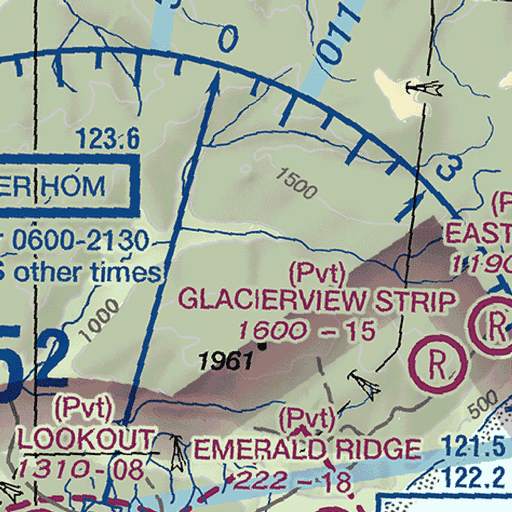 0
011
123.6
3
ER HOM
1500
0600-2130
other times
EAST
1190
(Pvt)
GLACIERVIEW STRIP
1600 - 15
R
R
1000
52
1961
(Pvt)
LOOKOUT
1310-08
(Pvt)
EMERALD RIDGE
222 - 18
500
121.5
122.2